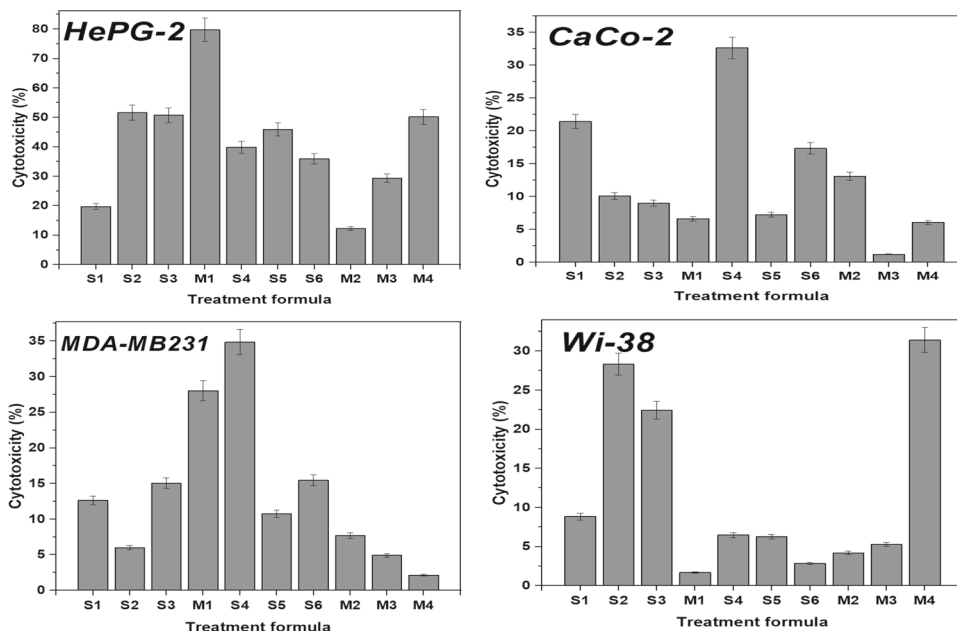 HePG-2
Cytotoxicity (%)
80
70
60
50
40
30
20
10
0
S1 S2 S3 M1 S4 S5 S6 M2 M3 M4
Treatment formula
CaCo-2
Cytotoxicity (%)
35
30
25
20
15
10
5
0
S1 S2 S3 M1 S4 S5 S6 M2 M3 M4
Treatment formula
MDA-MB231
Cytotoxicity (%)
35
30
25
20
15
10
5
0
S1 S2 S3 M1 S4 S5 S6 M2 M3 M4
Treatment formula
Wi-38
Cytotoxicity (%)
30
25
20
15
10
5
0
S1 S2 S3 M1 S4 S5 S6 M2 M3 M4
Treatment formula